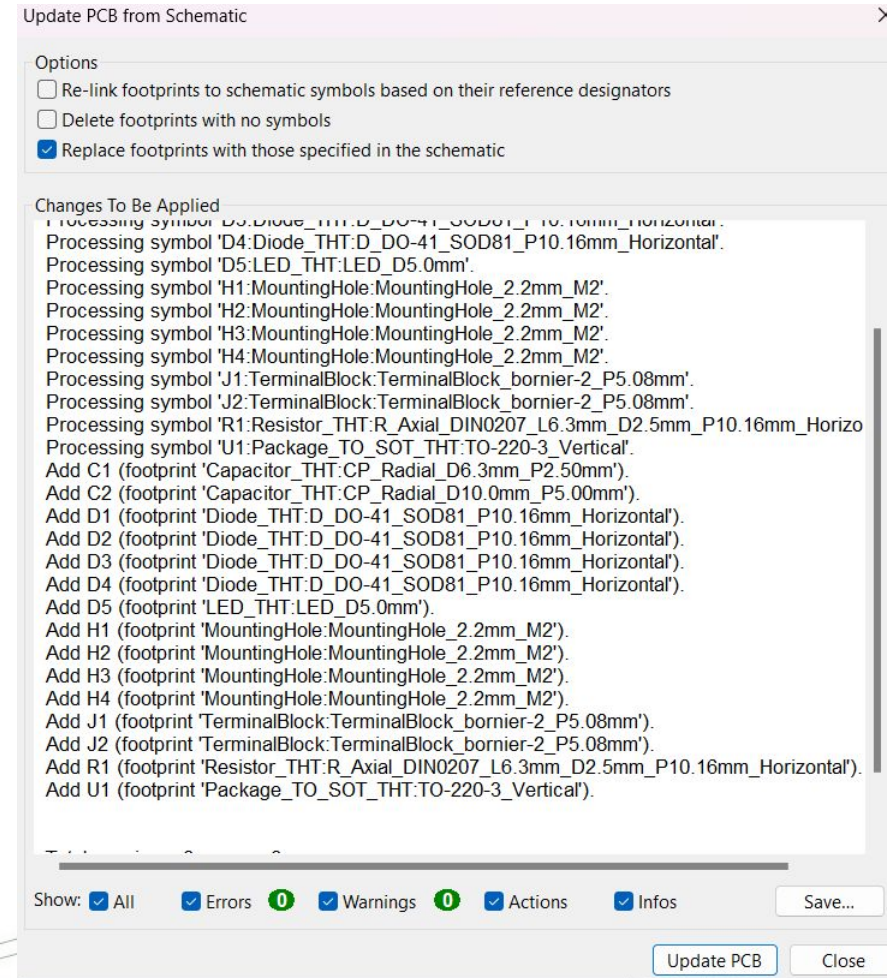 Update PCB from Schematic
Options
Re-link footprints to schematic symbols based on their reference designators
Delete footprints with no symbols
Replace footprints with those specified in the schematic
Changes To Be Applied
Processing symbol 'D3:Diode_THT:D_DO-41_SOD81_P10.16mm_Horizontal'.
Processing symbol 'D4:Diode_THT:D_DO-41_SOD81_P10.16mm_Horizontal'.
Processing symbol 'D5:LED_THT:LED_D5.0mm'.
Processing symbol 'H1:MountingHole:MountingHole_2.2mm_M2'.
Processing symbol 'H2:MountingHole:MountingHole_2.2mm_M2'.
Processing symbol 'H3:MountingHole:MountingHole_2.2mm_M2'.
Processing symbol 'H4:MountingHole:MountingHole_2.2mm_M2'.
Processing symbol 'J1:TerminalBlock:TerminalBlock_bornier-2_P5.08mm'.
Processing symbol 'J2:TerminalBlock:TerminalBlock_bornier-2_P5.08mm'.
Processing symbol 'R1:Resistor_THT:R_Axial_DIN0207_L6.3mm_D2.5mm_P10.16mm_Horizo
Processing symbol 'U1:Package_TO_SOT_THT:TO-220-3_Vertical'.
Add C1 (footprint 'Capacitor_THT:CP_Radial_D6.3mm_P2.50mm').
Add C2 (footprint 'Capacitor_THT:CP_Radial_D10.0mm_P5.00mm').
Add D1 (footprint 'Diode_THT:D_DO-41_SOD81_P10.16mm_Horizontal').
Add D2 (footprint 'Diode_THT:D_DO-41_SOD81_P10.16mm_Horizontal').
Add D3 (footprint 'Diode_THT:D_DO-41_SOD81_P10.16mm_Horizontal').
Add D4 (footprint 'Diode_THT:D_DO-41_SOD81_P10.16mm_Horizontal').
Add D5 (footprint 'LED_THT:LED_D5.0mm').
Add H1 (footprint 'MountingHole:MountingHole_2.2mm_M2').
Add H2 (footprint 'MountingHole:MountingHole_2.2mm_M2').
Add H3 (footprint 'MountingHole:MountingHole_2.2mm_M2').
Add H4 (footprint 'MountingHole:MountingHole_2.2mm_M2').
Add J1 (footprint 'TerminalBlock:TerminalBlock_bornier-2_P5.08mm').
Add J2 (footprint 'TerminalBlock:TerminalBlock_bornier-2_P5.08mm').
Add R1 (footprint 'Resistor_THT:R_Axial_DIN0207_L6.3mm_D2.5mm_P10.16mm_Horizontal').
Add U1 (footprint 'Package_TO_SOT_THT:TO-220-3_Vertical').
Show: All Errors 0 Warnings 0 Actions Infos Save...
Update PCB Close